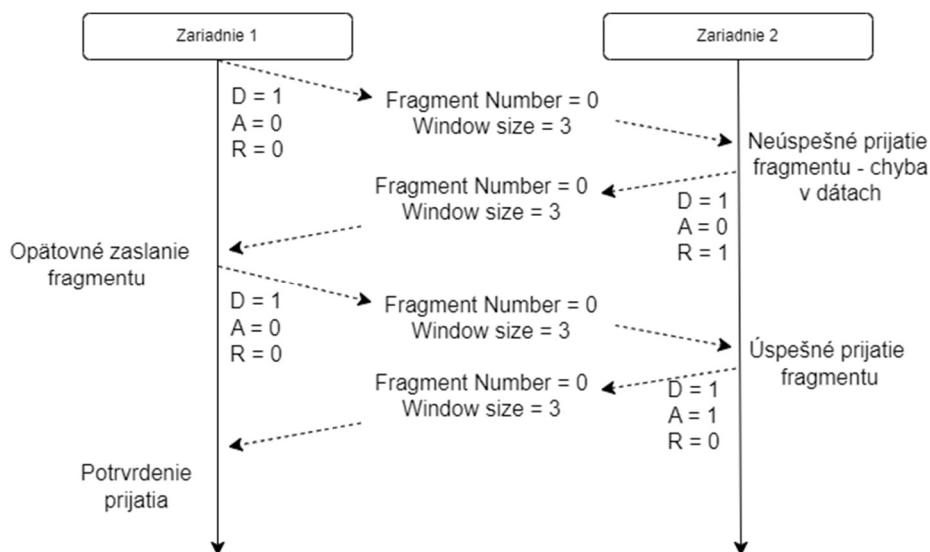 Zariadnie 1
Zariadnie 2
D = 1
A = 0
R = 0
Fragment Number = 0
Window size = 3
Neúspešné prijatie
fragmentu - chyba
v dátach
Fragment Number = 0
Window size = 3
D = 1
A = 0
R = 1
Opätovné zaslanie
fragmentu
D = 1
A = 0
R = 0
Fragment Number = 0
Window size = 3
Úspešné prijatie
fragmentu
Fragment Number = 0
Window size = 3
D = 1
A = 1
R = 0
Potrvrdenie
prijatia